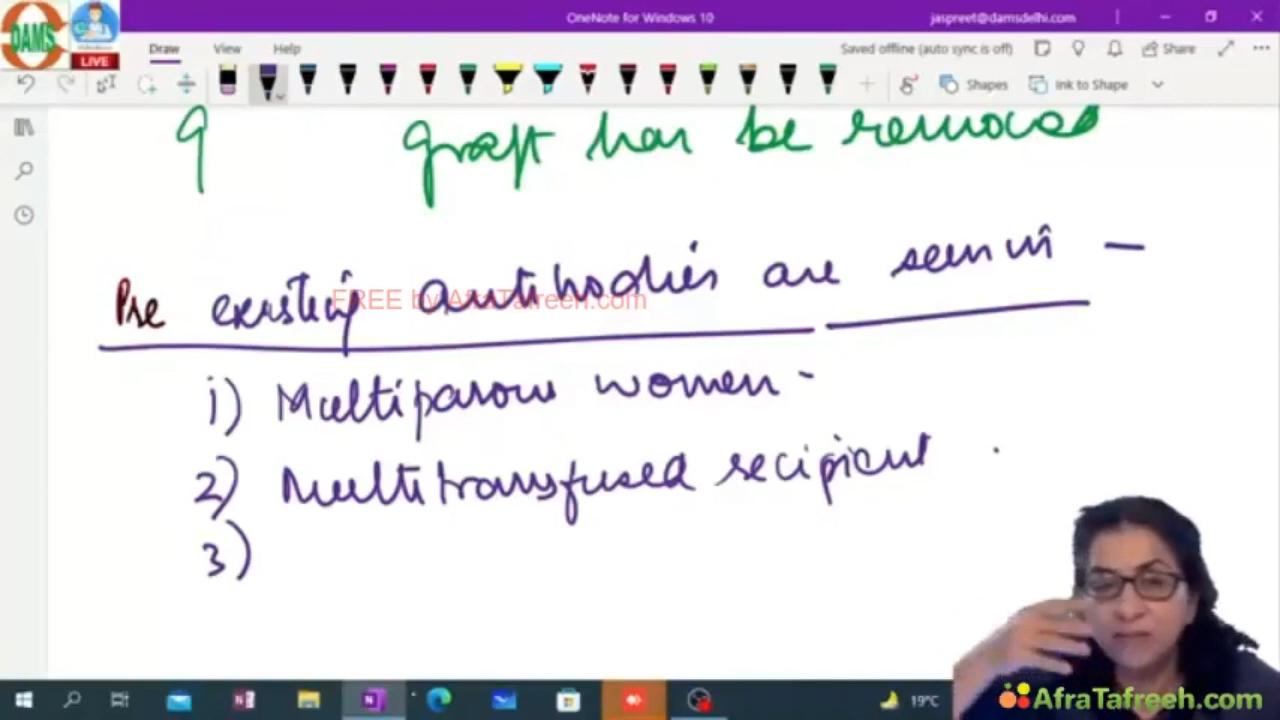 DAMS
LIVE
OneNote for Windows 10
jaspreet@damsdelhi.com
Draw View Help
Saved offline (auto sync is off)
Share
Shapes
Ink to Shape
graft has be removed
Pre existing antibodies are seen in —
FREE by AfraTafreeh.com
1) Multiparous women -
2) Multitransfused recipient
3)
19°C
AfraTafreeh.com